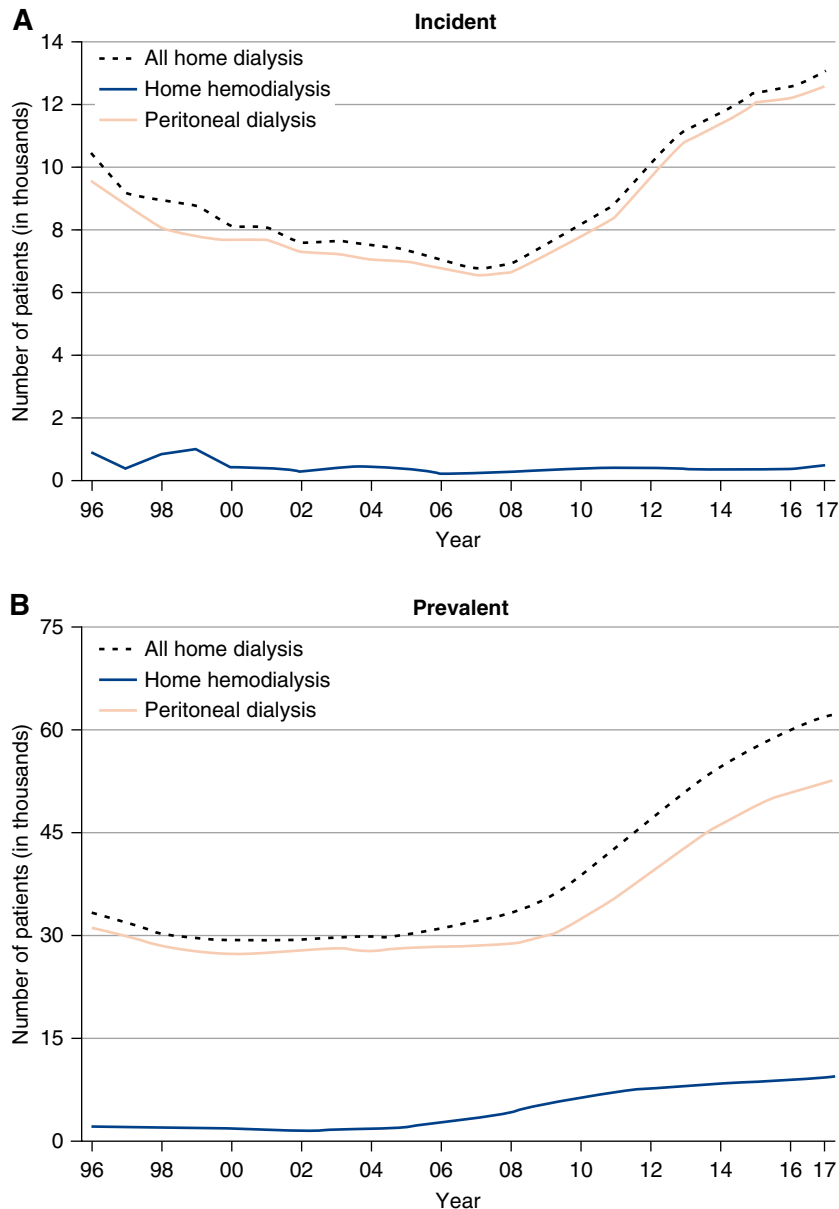 A
Incident
14
12
10
8
6
4
2
0
All home dialysis
Home hemodialysis
Peritoneal dialysis
Number of patients (in thousands)
96 98 00 02 04 06 08 10 12 14 16 17
Year
B
Prevalent
75
60
45
30
15
0
All home dialysis
Home hemodialysis
Peritoneal dialysis
Number of patients (in thousands)
96 98 00 02 04 06 08 10 12 14 16 17
Year